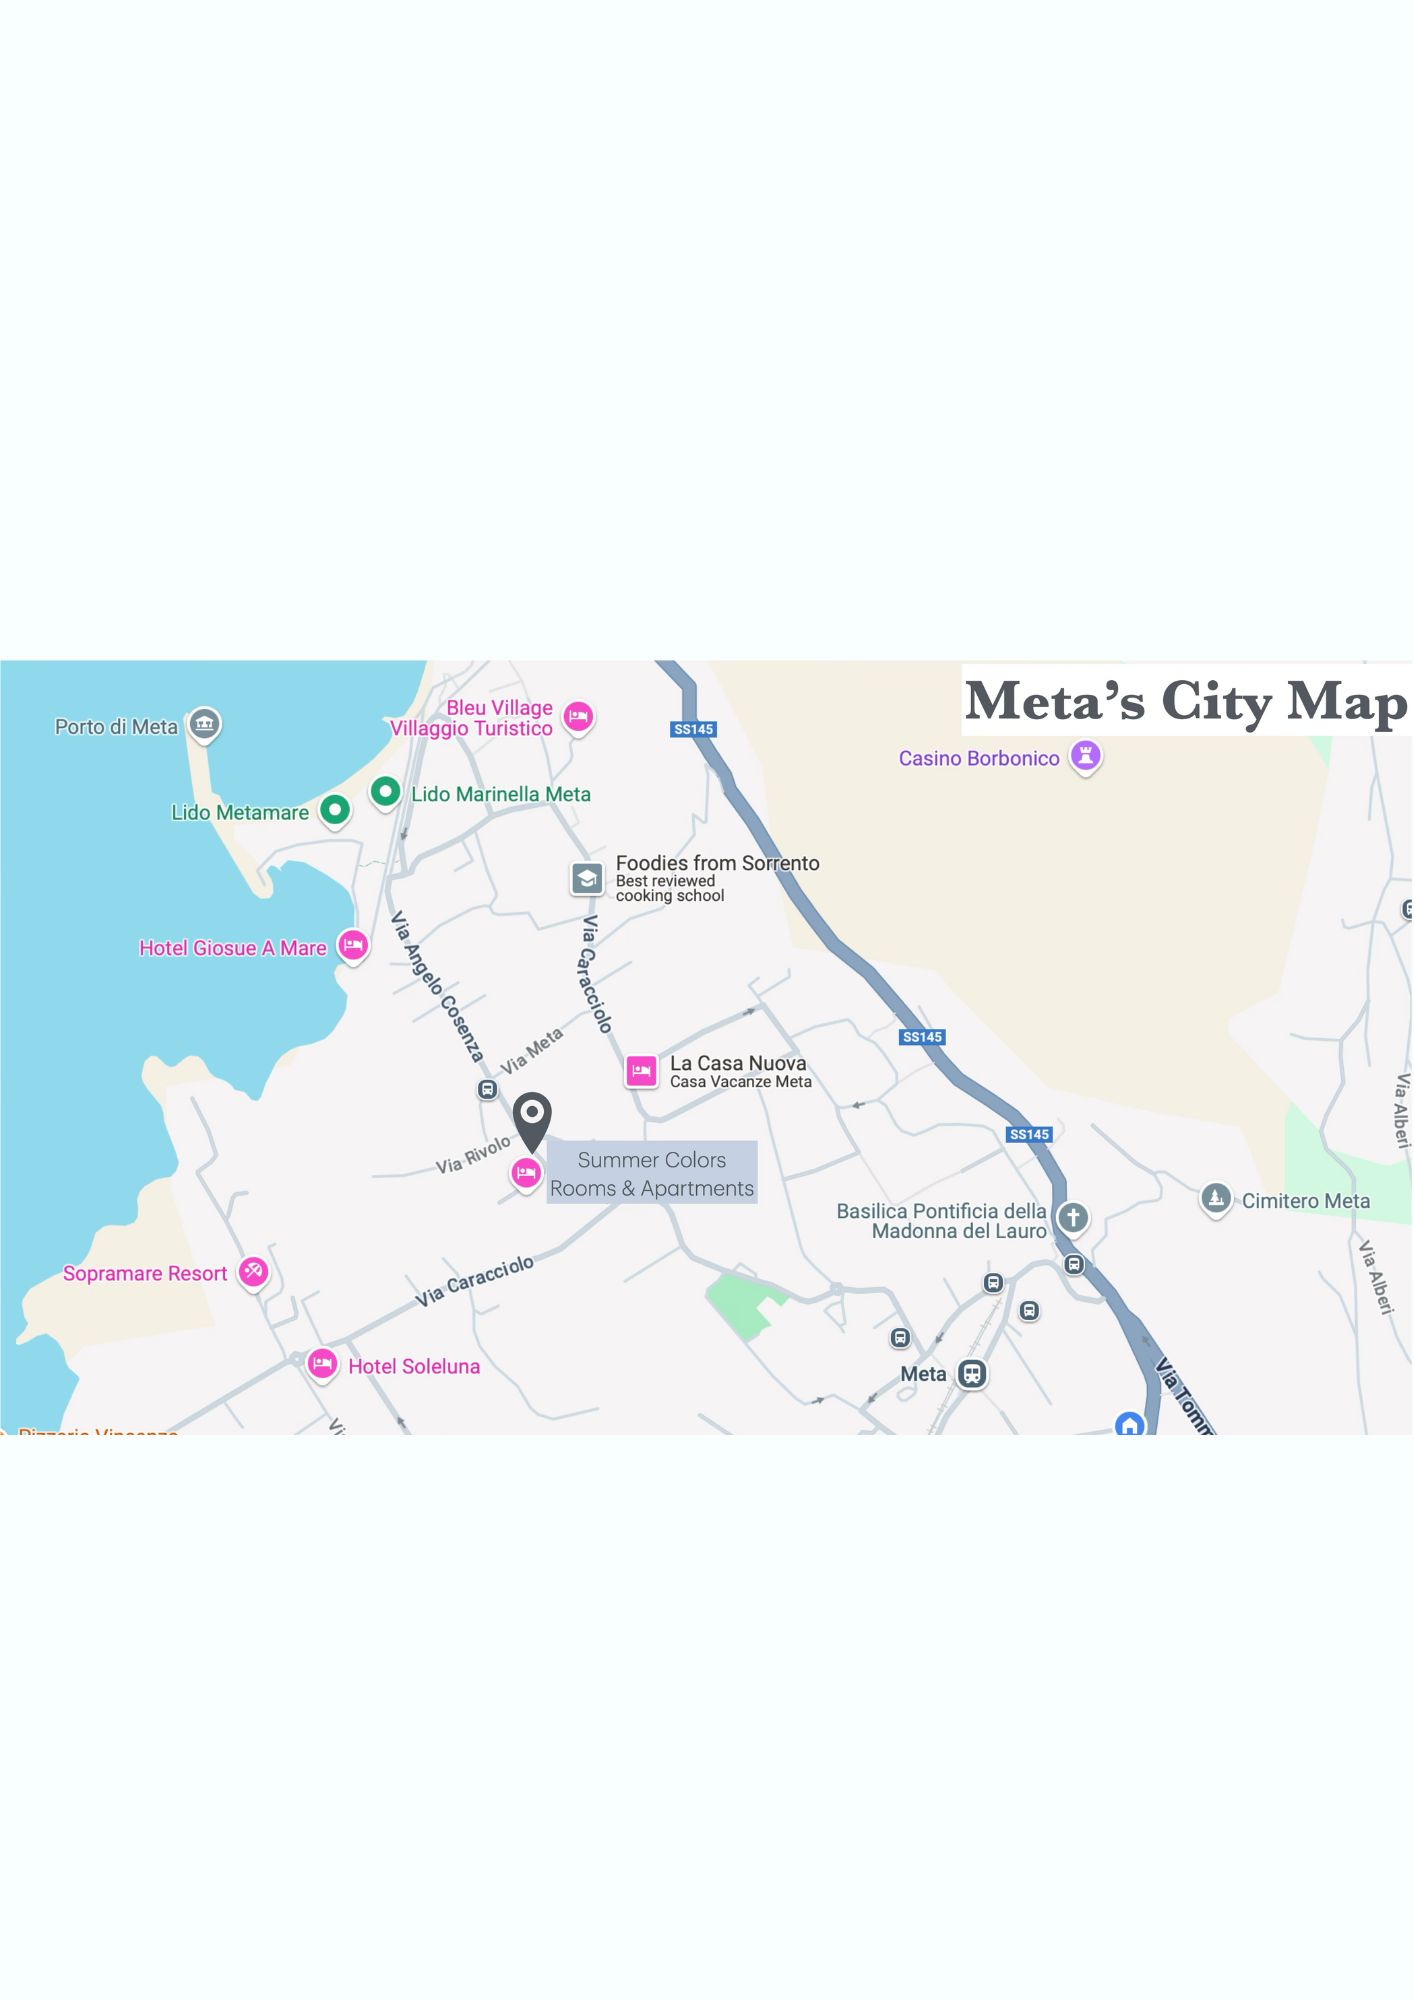 Meta's City Map
Bleu Village
Villaggio Turistico
Porto di Meta
SS145
Casino Borbonico
Lido Marinella Meta
Lido Metamare
Foodies from Sorrento
Best reviewed
cooking school
Hotel Giosue A Mare
Via Angelo Cosenza
Via Caracciolo
SS145
Via Meta
La Casa Nuova
Casa Vacanze Meta
Via Alberi
SS145
Via Rivolo
Summer Colors
Rooms & Apartments
Cimitero Meta
Basilica Pontificia della
Madonna del Lauro
Via Alberi
Sopramare Resort
Via Caracciolo
Hotel Soleluna
Meta
Via Tomm
Pizzeria Vincenzo